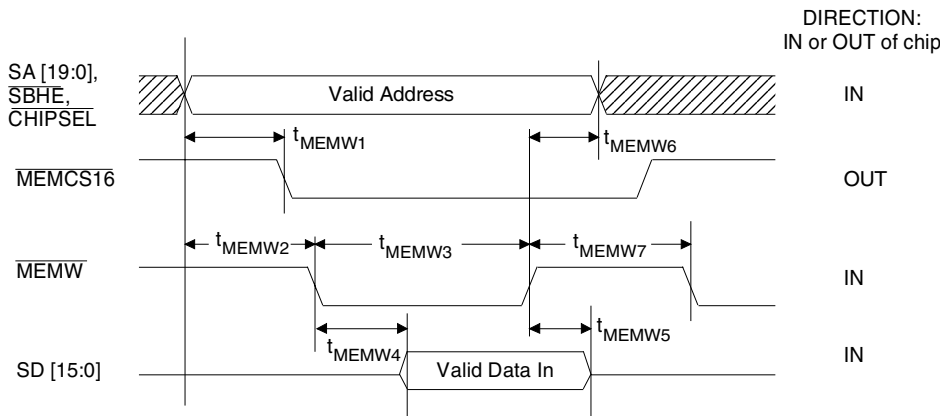 DIRECTION:
IN or OUT of chip
SA [19:0],
SBHE,
CHIPSEL
Valid Address
IN
tMEMW1
tMEMW6
MEMCS16
OUT
tMEMW2
tMEMW3
tMEMW7
MEMW
IN
tMEMW4
tMEMW5
SD [15:0]
Valid Data In
IN